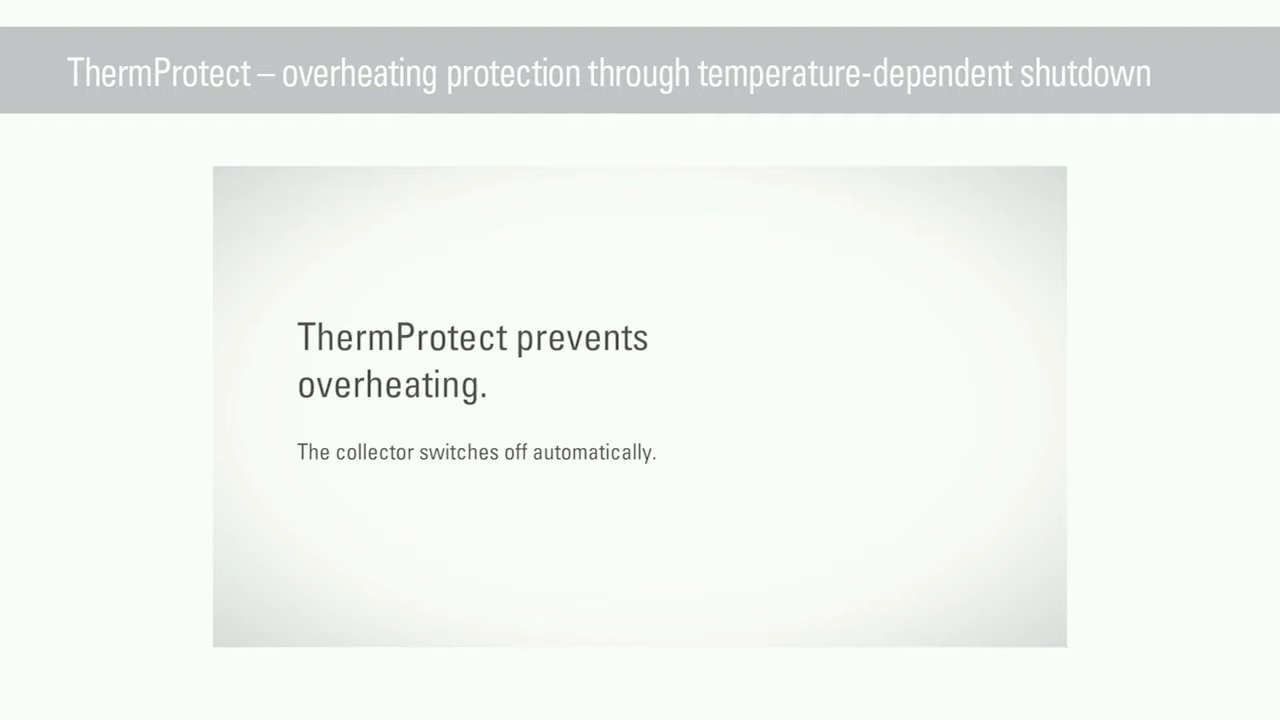 ThermProtect – overheating protection through temperature-dependent shutdown
ThermProtect prevents
overheating.
The collector switches off automatically.